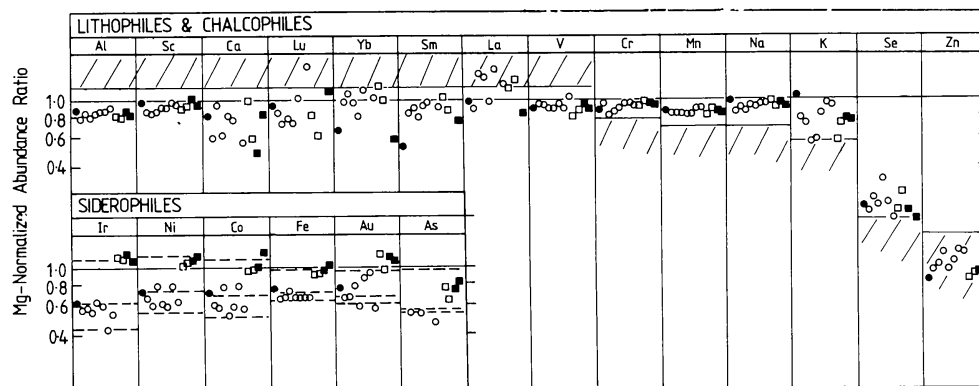 LITHOPHILES & CHALCOPHILES
Al Sc Ca Lu Yb Sm La V Cr Mn Na K Se Zn
1.0
0.8
0.6
0.4
SIDEROPHILES
Ir Ni Co Fe Au As
1.0
0.8
0.6
0.4
Mg-Normalized Abundance Ratio